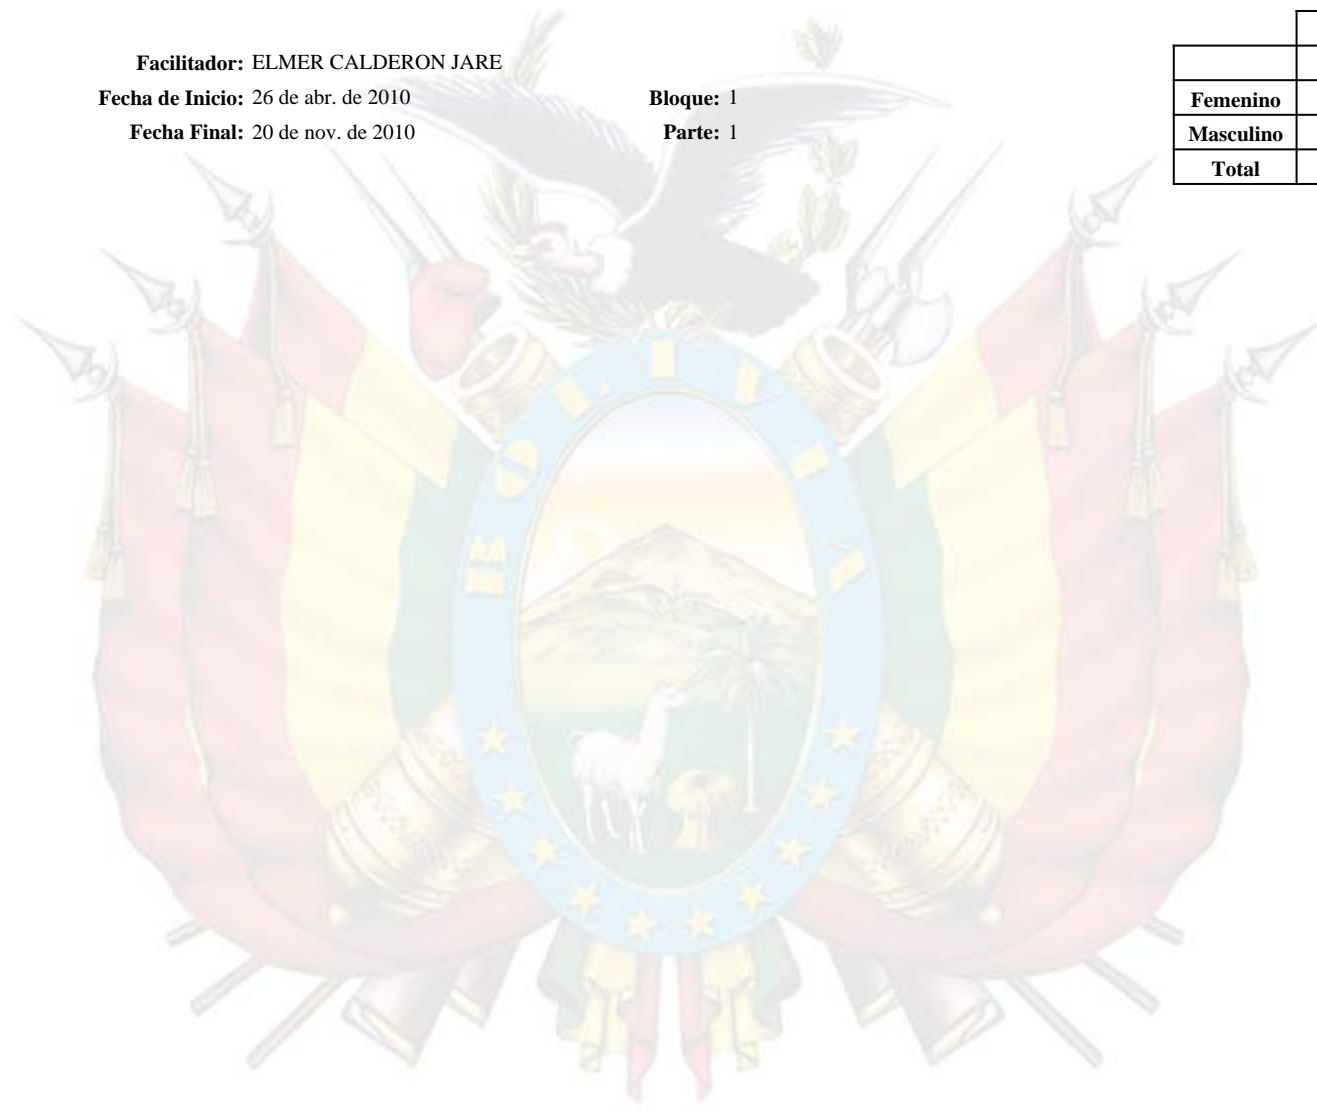 Facilitador: ELMER CALDERON JARE
Fecha de Inicio: 26 de abr. de 2010 Bloque: 1
Fecha Final: 20 de nov. de 2010 Parte: 1
Femenino
Masculino
Total
BOLIVIA